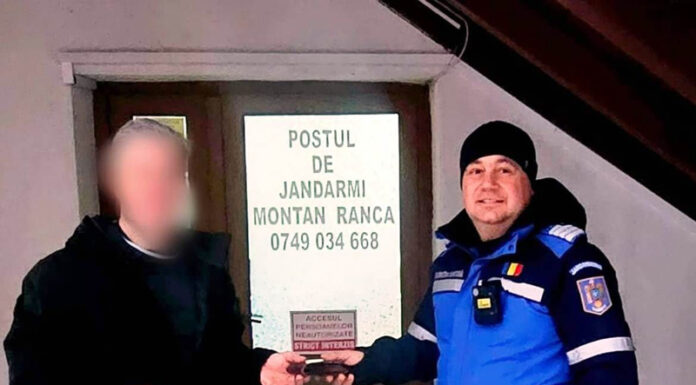 POSTUL
DE
JANDARMI
MONTAN RANCA
0749 034 668
ACCESUL
PERSOANELOR
NEAUTORIZATE
STRICT INTERZIS